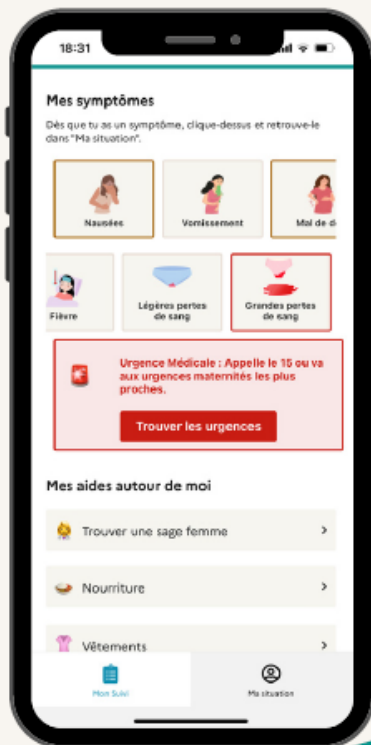 18:31
Mes symptômes
Dès que tu as un symptôme, clique-dessus et retrouve-le
dans "Ma situation".
Nausées
Vomissement
Mal de d
Fièvre
Légères pertes
de sang
Grandes pertes
de sang
Urgence Médicale : Appelle le 15 ou va
aux urgences maternités les plus
proches.
Trouver les urgences
Mes aides autour de moi
Trouver une sage femme
Nourriture
Vêtements
Mon Suivi
Ma situation